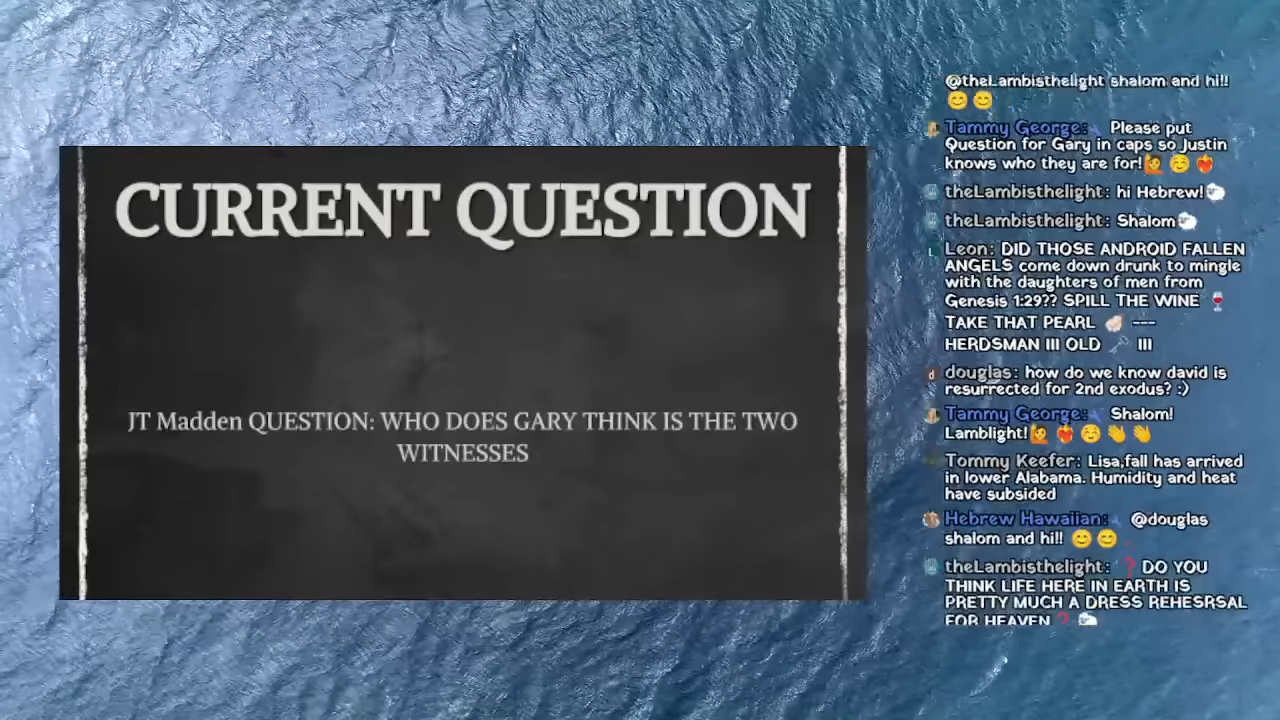 CURRENT QUESTION
JT Madden QUESTION: WHO DOES GARY THINK IS THE TWO
WITNESSES
@theLambisthelight shalom and hi!!
😊 😊
Tammy George: Please put
Question for Gary in caps so Justin
knows who they are for!🙋 ☺️ ❤️‍🔥
theLambisthelight: hi Hebrew!🐑
theLambisthelight: Shalom🐑
Leon: DID THOSE ANDROID FALLEN
ANGELS come down drunk to mingle
with the daughters of men from
Genesis 1:29?? SPILL THE WINE 🍷
TAKE THAT PEARL 🦪 ---
HERDSMAN III OLD 🗝️ III
douglas: how do we know david is
resurrected for 2nd exodus? :)
Tammy George: Shalom!
Lamblight!🙋 ❤️‍🔥 ☺️ 👏 👏
Tommy Keefer: Lisa,fall has arrived
in lower Alabama. Humidity and heat
have subsided
Hebrew Hawaiian: @douglas
shalom and hi!! 😊 😊
theLambisthelight: ❓ DO YOU
THINK LIFE HERE IN EARTH IS
PRETTY MUCH A DRESS REHESRSAL
FOR HEAVEN ❓ 🐑